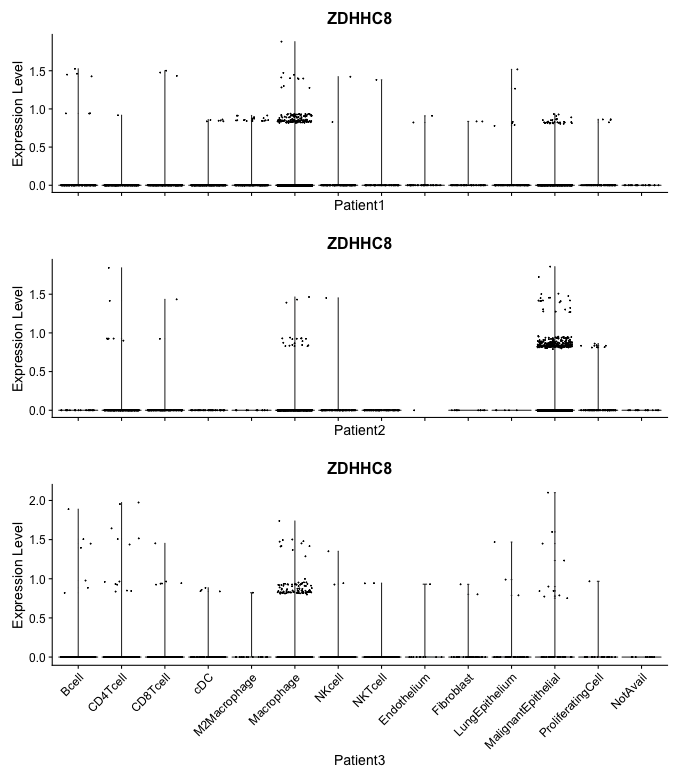 ZDHHC8
Expression Level
1.5
1.0
0.5
0.0
Patient1
ZDHHC8
Expression Level
1.5
1.0
0.5
0.0
Patient2
ZDHHC8
Expression Level
2.0
1.5
1.0
0.5
0.0
Bcell
CD4Tcell
CD8Tcell
cDC
M2Macrophage
Macrophage
NKcell
NKTcell
Endothelium
Fibroblast
LungEpithelium
MalignantEpithelial
ProliferatingCell
NotAvail
Patient3